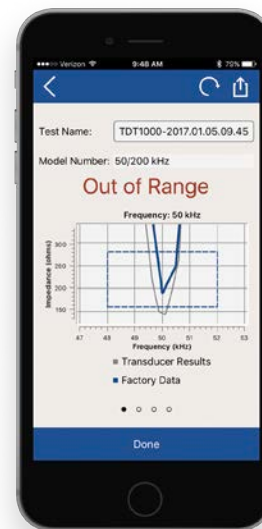 Verizon 9:48 AM 79%
Test Name: TDT1000-2017.01.05.09.45
Model Number: 50/200 kHz
Out of Range
Frequency: 50 kHz
Impedance (ohms)
300
250
200
150
47 48 49 50 51 52 53
Frequency (kHz)
Transducer Results
Factory Data
Done